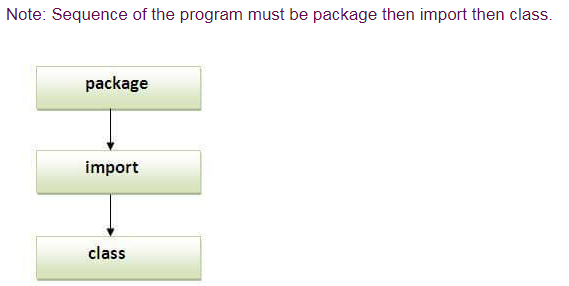 Note: Sequence of the program must be package then import then class.
package
import
class